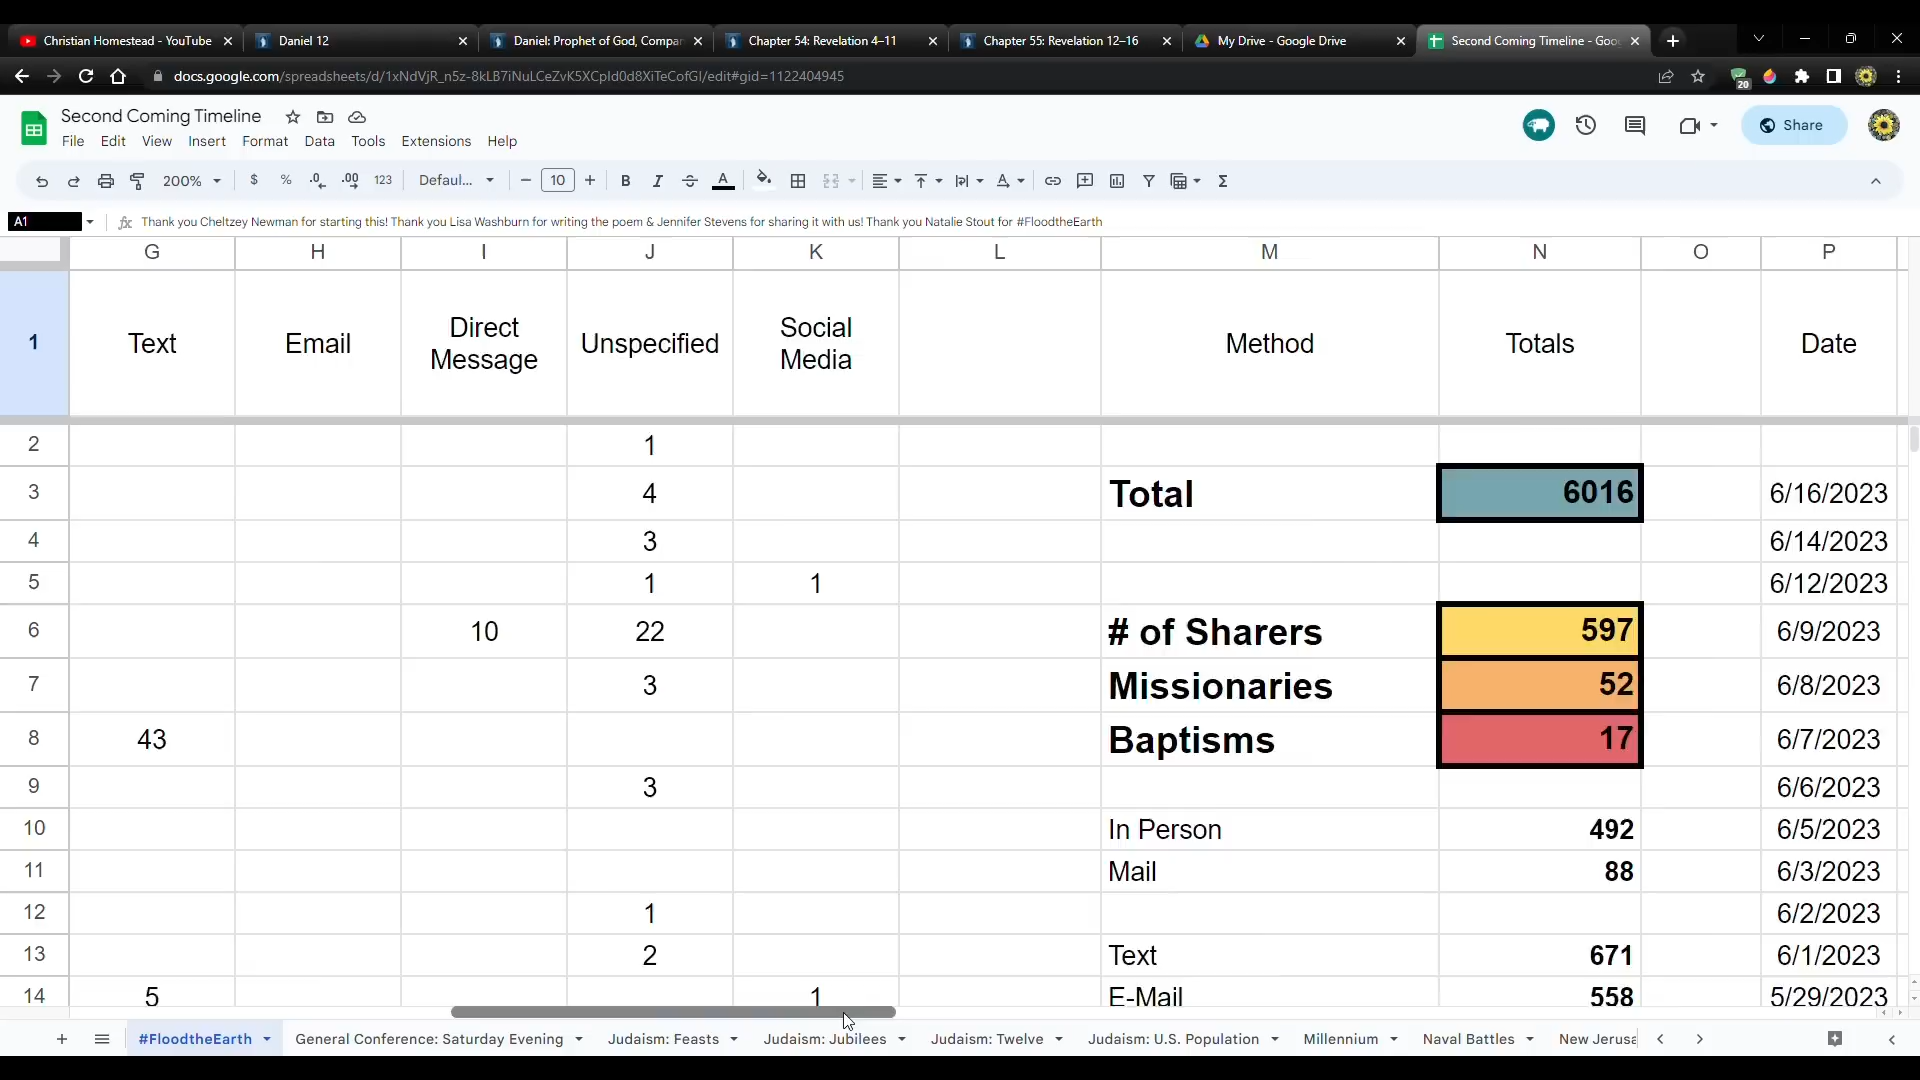 Christian Homestead - YouTube
Daniel 12
Daniel: Prophet of God, Compa
Chapter 54: Revelation 4–11
Chapter 55: Revelation 12–16
My Drive - Google Drive
Second Coming Timeline - Goo
docs.google.com/spreadsheets/d/1xNdVjR_n5z-8kLB7iNuLCeZvK5XCpId0d8XiTeCofGI/edit#gid=1122404945
20
Second Coming Timeline
File Edit View Insert Format Data Tools Extensions Help
Share
200% $ % .0 .00 123 Defaul... 10 B I A
A1 fx Thank you Cheltzey Newman for starting this! Thank you Lisa Washburn for writing the poem & Jennifer Stevens for sharing it with us! Thank you Natalie Stout for #FloodtheEarth
G H I J K L M N O P
1 Text Email Direct Message Unspecified Social Media Method Totals Date
2 1
3 4 Total 6016 6/16/2023
4 3 6/14/2023
5 1 1 6/12/2023
6 10 22 # of Sharers 597 6/9/2023
7 3 Missionaries 52 6/8/2023
8 43 Baptisms 17 6/7/2023
9 3 6/6/2023
10 In Person 492 6/5/2023
11 Mail 88 6/3/2023
12 1 6/2/2023
13 2 Text 671 6/1/2023
14 5 1 E-Mail 558 5/29/2023
#FloodtheEarth General Conference: Saturday Evening Judaism: Feasts Judaism: Jubilees Judaism: Twelve Judaism: U.S. Population Millennium Naval Battles New Jerusa